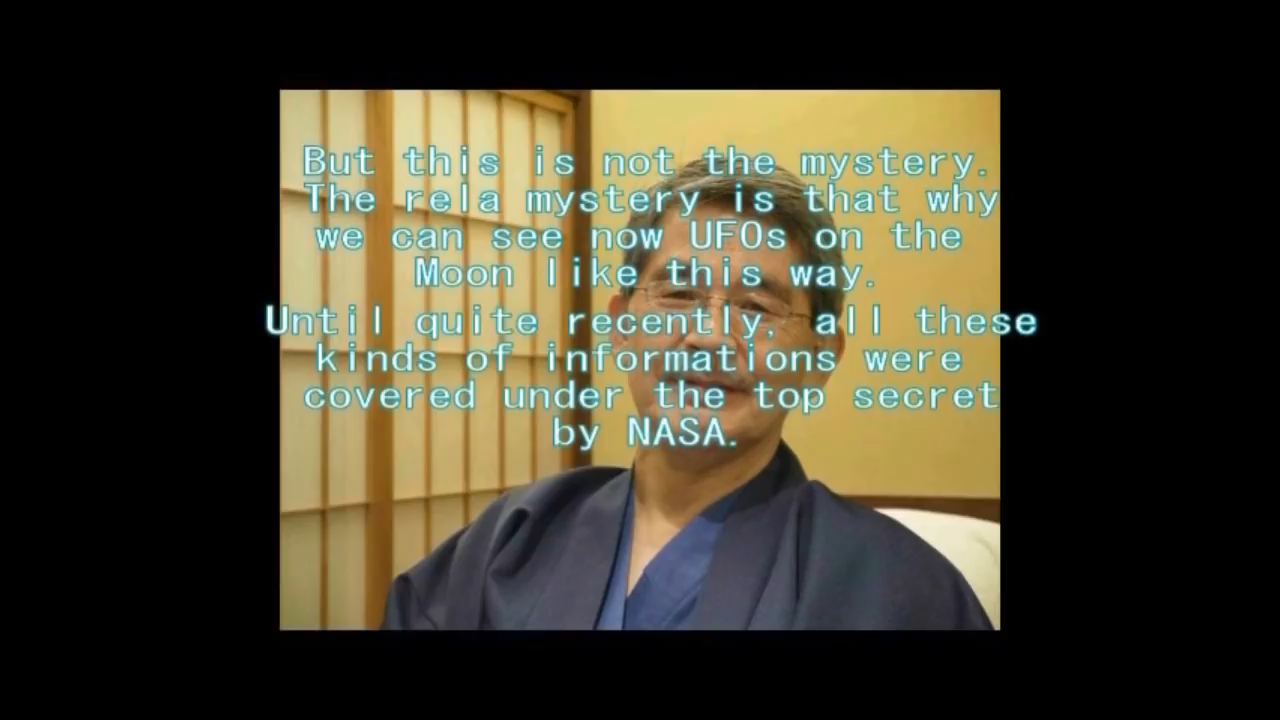 But this is not the mystery.
The rela mystery is that why
we can see now UFOs on the
Moon like this way.
Until quite recently, all these
kinds of informations were
covered under the top secret
by NASA.